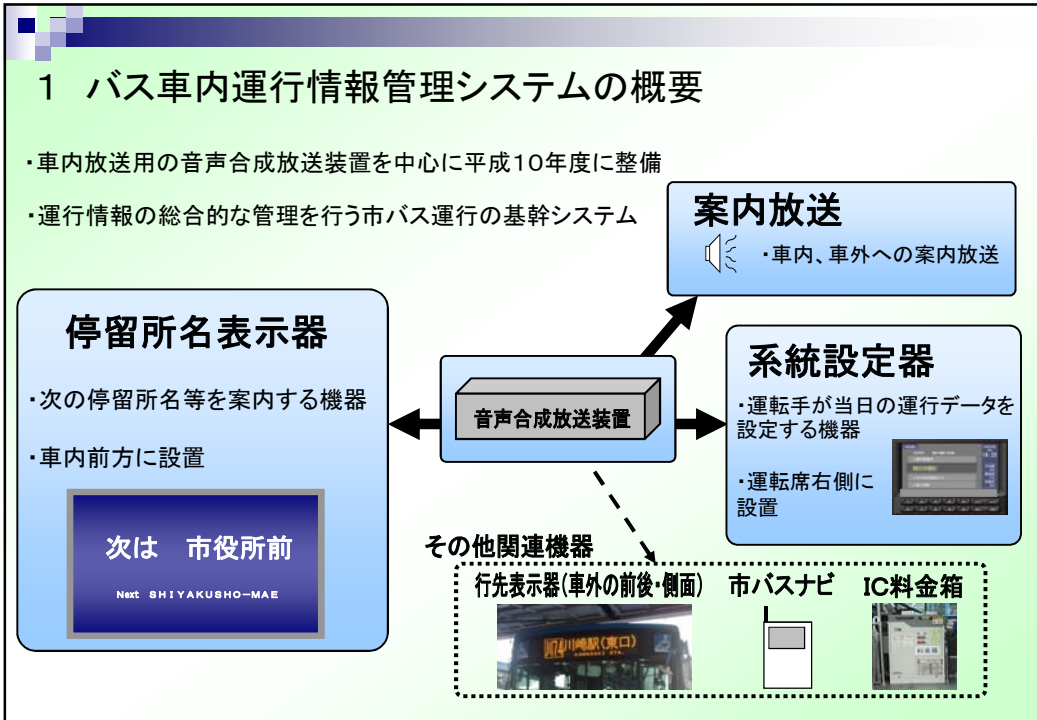 1 バス車内運行情報管理システムの概要
・車内放送用の音声合成放送装置を中心に平成10年度に整備
・運行情報の総合的な管理を行う市バス運行の基幹システム
案内放送
・車内、車外への案内放送
停留所名表示器
・次の停留所名等を案内する機器
・車内前方に設置
次は 市役所前
Next SHIYAKUSHO-MAE
音声合成放送装置
系統設定器
・運転手が当日の運行データを
設定する機器
・運転席右側に
設置
その他関連機器
行先表示器(車外の前後・側面)
市バスナビ
IC料金箱
川74 川崎駅(東口)